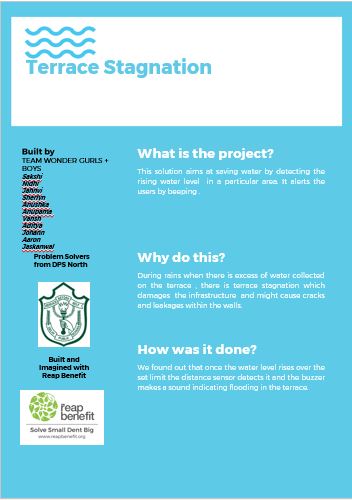 Terrace Stagnation
Built by
TEAM WONDER GURLS +
BOYS
Sakshi
Nidhi
Jahnvi
Sherlyn
Anushka
Anupama
Vansh
Aditya
Johann
Aaron
Jaskanwal
Problem Solvers
from DPS North
Built and
Imagined with
Reap Benefit
reap
benefit
Solve Small Dent Big
www.reapbenefit.org
What is the project?
This solution aims at saving water by detecting the
rising water level in a particular area. It alerts the
users by beeping .
Why do this?
During rains when there is excess of water collected
on the terrace , there is terrace stagnation which
damages the infrastructure and might cause cracks
and leakages within the walls.
How was it done?
We found out that once the water level rises over the
set limit the distance sensor detects it and the buzzer
makes a sound indicating flooding in the terrace.